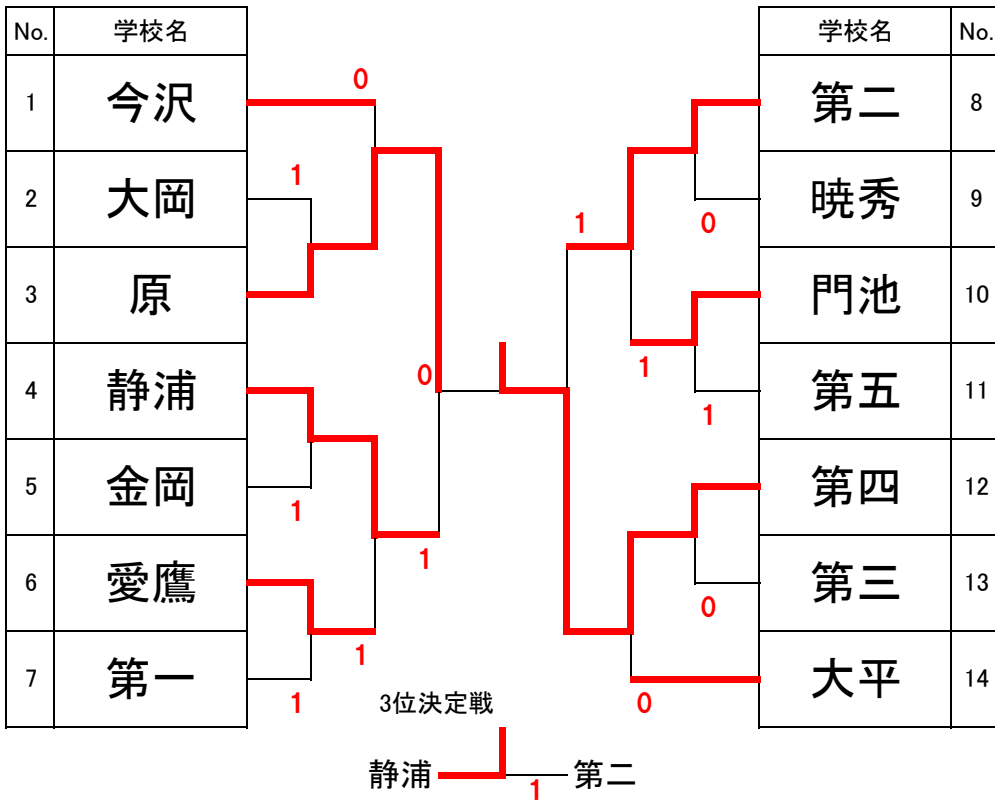 No. 学校名 学校名 No.
0
1 今沢 第二 8
1
2 大岡 暁秀 9
1 0
3 原 門池 10
0 1
4 静浦 第五 11
1
5 金岡 第四 12
1
1
6 愛鷹 第三 13
0
1
7 第一 大平 14
1 3位決定戦 0
静浦 第二
1